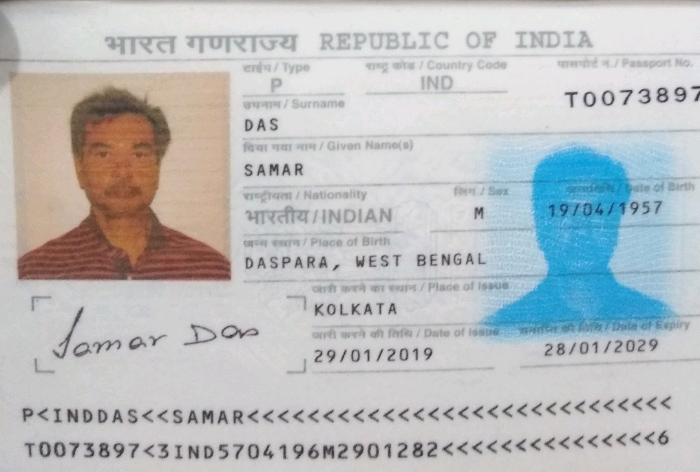 भारत गणराज्य REPUBLIC OF INDIA
टाईप / Type राष्ट्र कोड / Country Code पासपोर्ट न. / Passport No.
P IND T0073897
उपनाम / Surname
DAS
दिया गया नाम / Given Name(s)
SAMAR
राष्ट्रीयता / Nationality लिंग / Sex जन्मतिथि / Date of Birth
भारतीय / INDIAN M 19/04/1957
जन्म स्थान / Place of Birth
DASPARA, WEST BENGAL
जारी करने का स्थान / Place of Issue
KOLKATA
जारी करने की तिथि / Date of Issue समाप्ति की तिथि / Date of Expiry
29/01/2019 28/01/2029
Samar Das
P<INDDAS<<SAMAR<<<<<<<<<<<<<<<<<<<<<<<<<<<<<
T0073897<3IND5704196M2901282<<<<<<<<<<<<<<<6